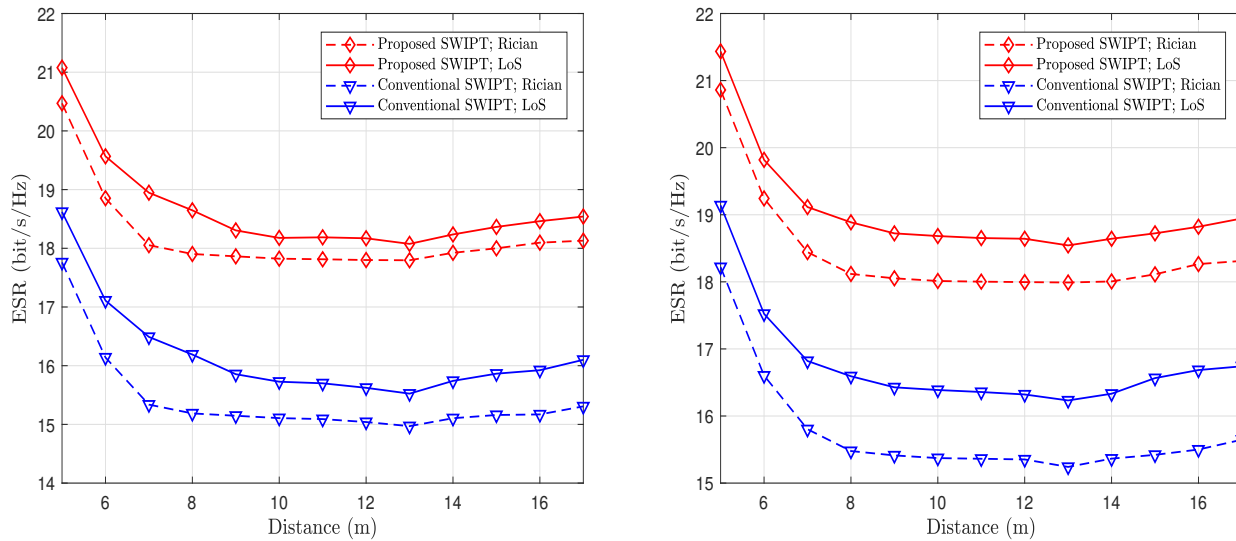 22
21
20
19
18
17
16
15
14
ESR (bit/s/Hz)
6
8
10
12
14
16
Distance (m)
Proposed SWIPT; Rician
Proposed SWIPT; LoS
Conventional SWIPT; Rician
Conventional SWIPT; LoS
22
21
20
19
18
17
16
15
ESR (bit/s/Hz)
6
8
10
12
14
16
Distance (m)
Proposed SWIPT; Rician
Proposed SWIPT; LoS
Conventional SWIPT; Rician
Conventional SWIPT; LoS